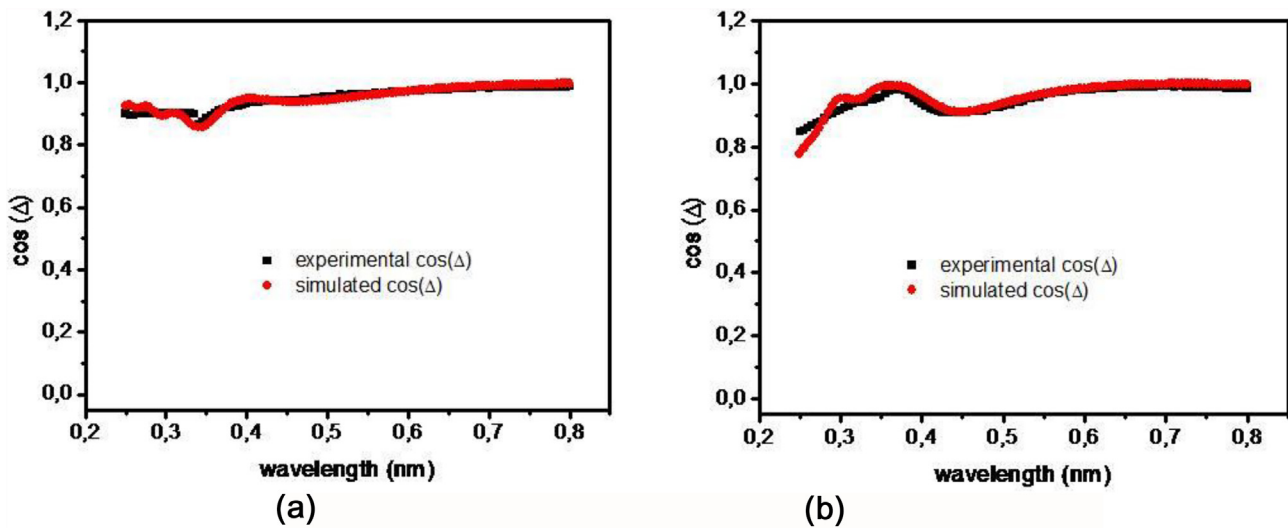 1,2
1,0
0,8
0,6
0,4
0,2
0,0
cos (Δ)
experimental cos(Δ)
simulated cos(Δ)
0,2 0,3 0,4 0,5 0,6 0,7 0,8
wavelength (nm)
(a)
1,2
1,0
0,8
0,6
0,4
0,2
0,0
cos (Δ)
experimental cos(Δ)
simulated cos(Δ)
0,2 0,3 0,4 0,5 0,6 0,7 0,8
wavelength (nm)
(b)